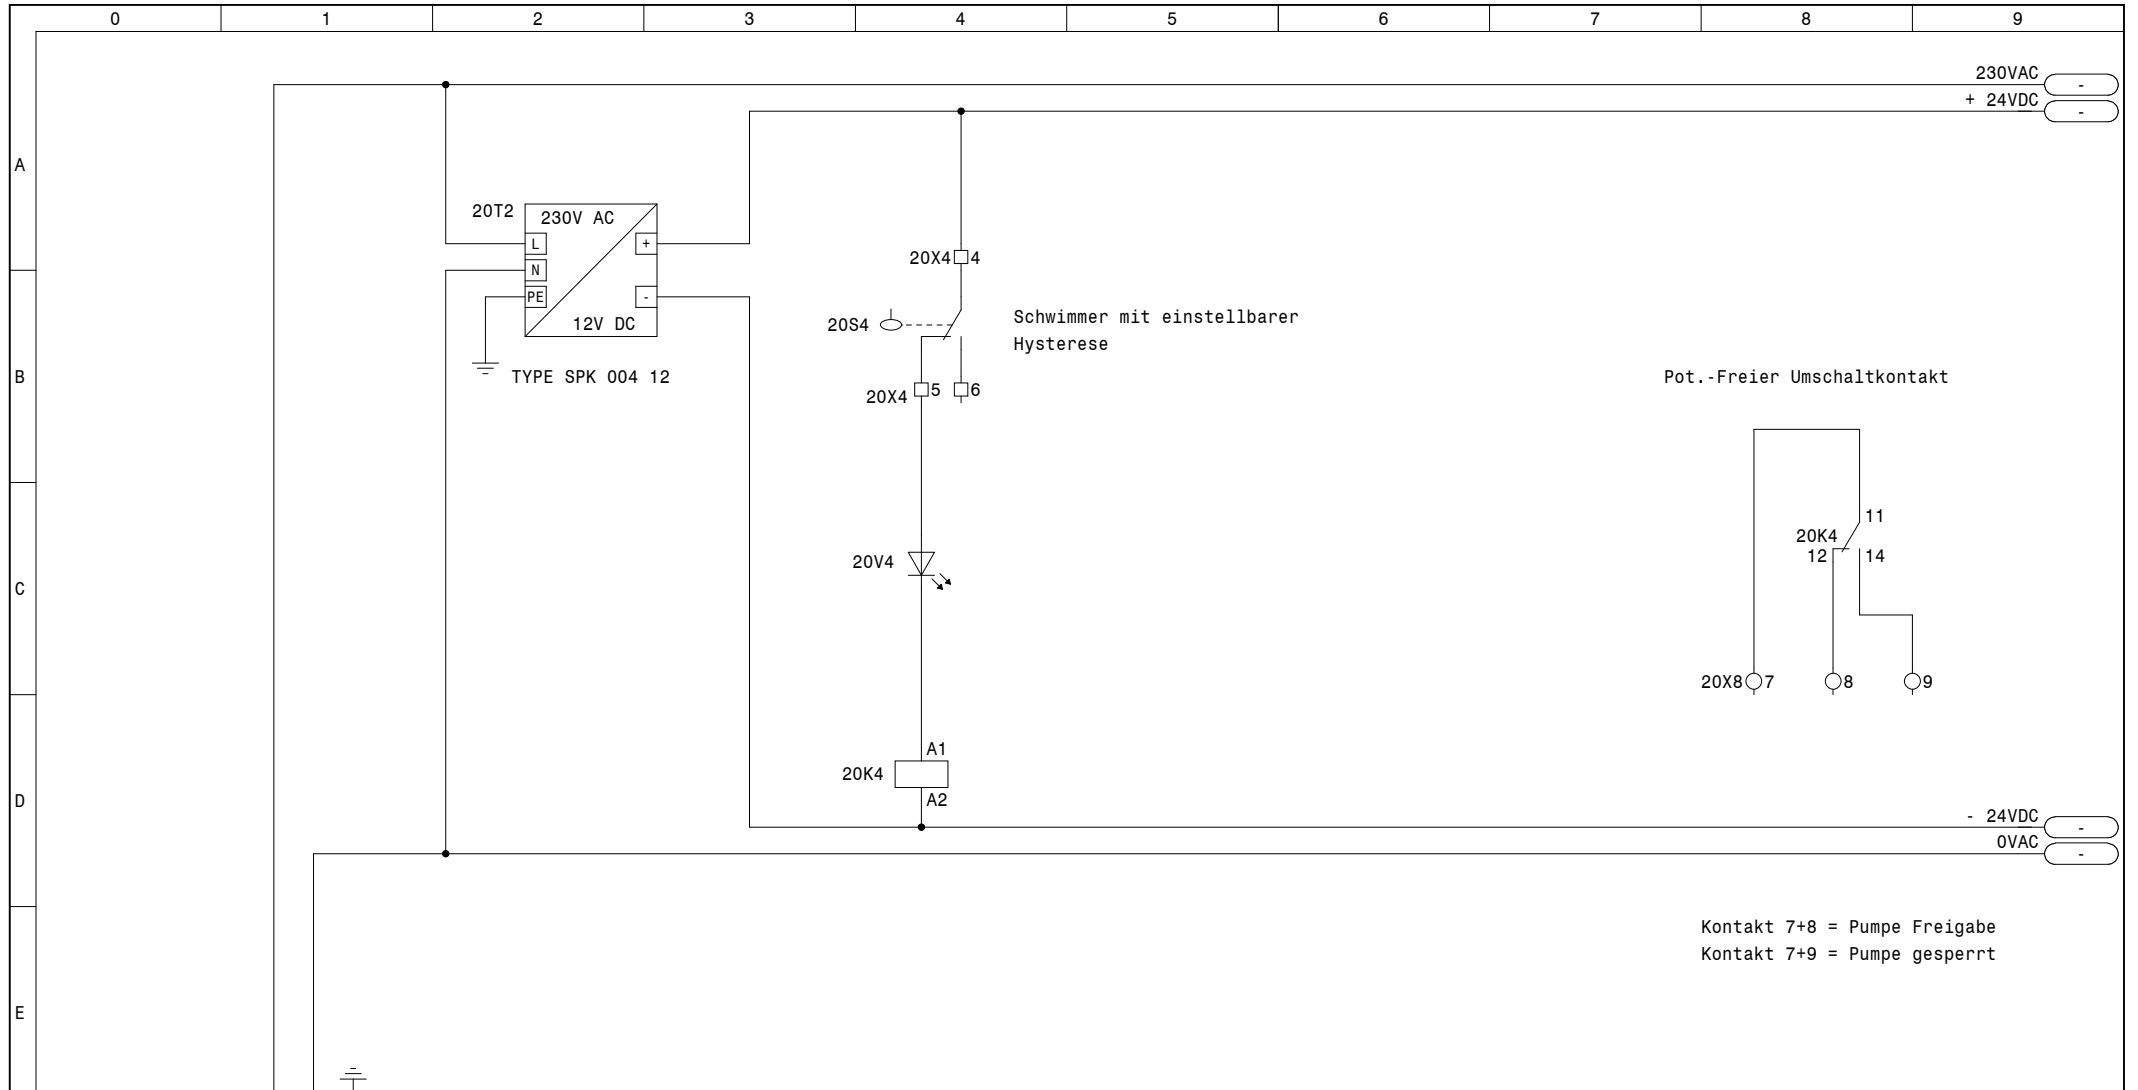 0 1 2 3 4 5 6 7 8 9
230VAC
-
+ 24VDC
-
A
20T2
230V AC
L
+
N
PE
-
12V DC
TYPE SPK 004 12
20X4 4
20S4
Schwimmer mit einstellbarer
Hysterese
20X4 5 6
B
Pot.-Freier Umschaltkontakt
11
20K4
12 14
C
20V4
20X8 7 8 9
A1
20K4
A2
D
- 24VDC
-
0VAC
-
Kontakt 7+8 = Pumpe Freigabe
Kontakt 7+9 = Pumpe gesperrt
E